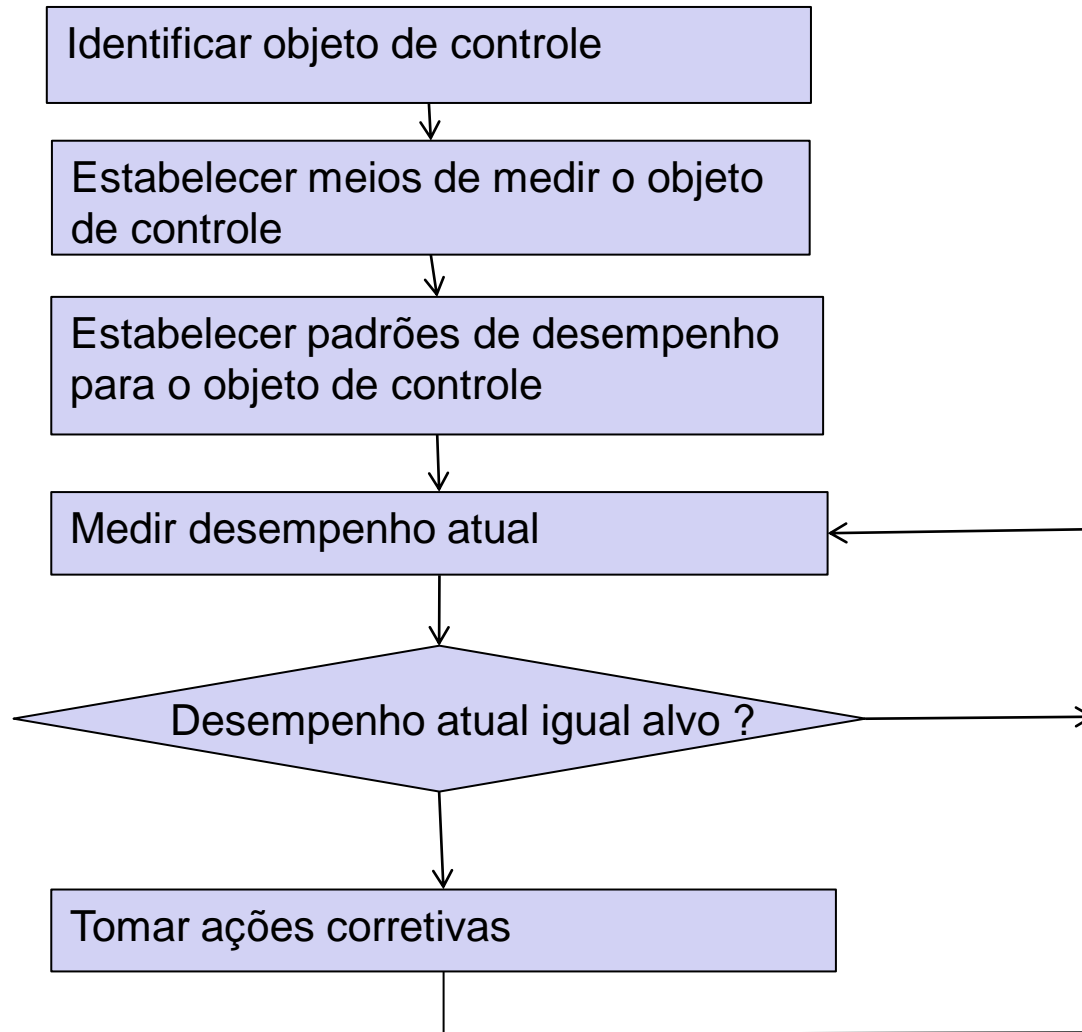 Identificar objeto de controle
Estabelecer meios de medir o objeto
de controle
Estabelecer padrões de desempenho
para o objeto de controle
Medir desempenho atual
Desempenho atual igual alvo ?
Tomar ações corretivas